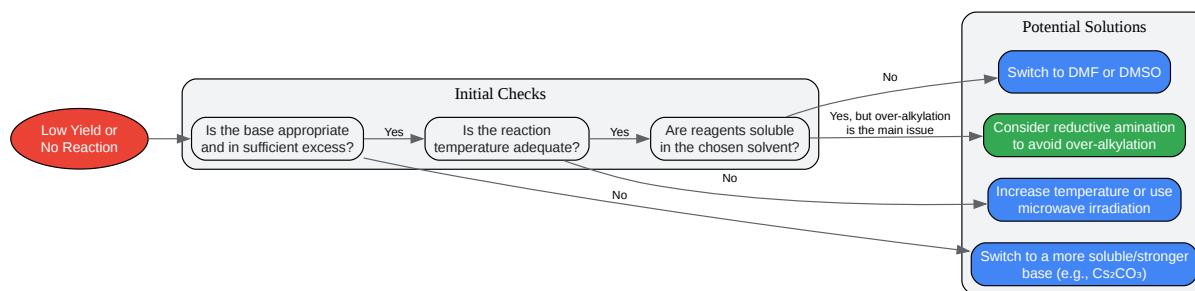 Potential Solutions
Switch to DMF or DMSO
No
Initial Checks
Yes, but over-alkylation
is the main issue
Low Yield or
No Reaction
Is the base appropriate
and in sufficient excess?
Yes
Is the reaction
temperature adequate?
Yes
Are reagents soluble
in the chosen solvent?
Consider reductive amination
to avoid over-alkylation
No
Increase temperature or use
microwave irradiation
No
Switch to a more soluble/stronger
base (e.g., Cs₂CO₃)